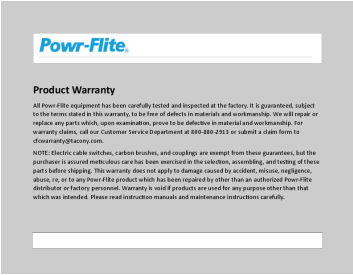 Powr-Flite®
Product Warranty
All Powr-Flite equipment has been carefully tested and inspected at the factory. It is guaranteed, subject
to the terms stated in this warranty, to be free of defects in materials and workmanship. We will repair or
replace any parts which, upon examination, prove to be defective in material and workmanship. For
warranty claims, call our Customer Service Department at 800-880-2913 or submit a claim form to
cfcwarranty@tacony.com.
NOTE: Electric cable switches, carbon brushes, and couplings are exempt from these guarantees, but the
purchaser is assured meticulous care has been exercised in the selection, assembling, and testing of these
parts before shipping. This warranty does not apply to damage caused by accident, misuse, negligence,
abuse, re, or to any Powr-Flite product which has been repaired by other than an authorized Powr-Flite
distributor or factory personnel. Warranty is void if products are used for any purpose other than that
which was intended. Please read instruction manuals and maintenance instructions carefully.